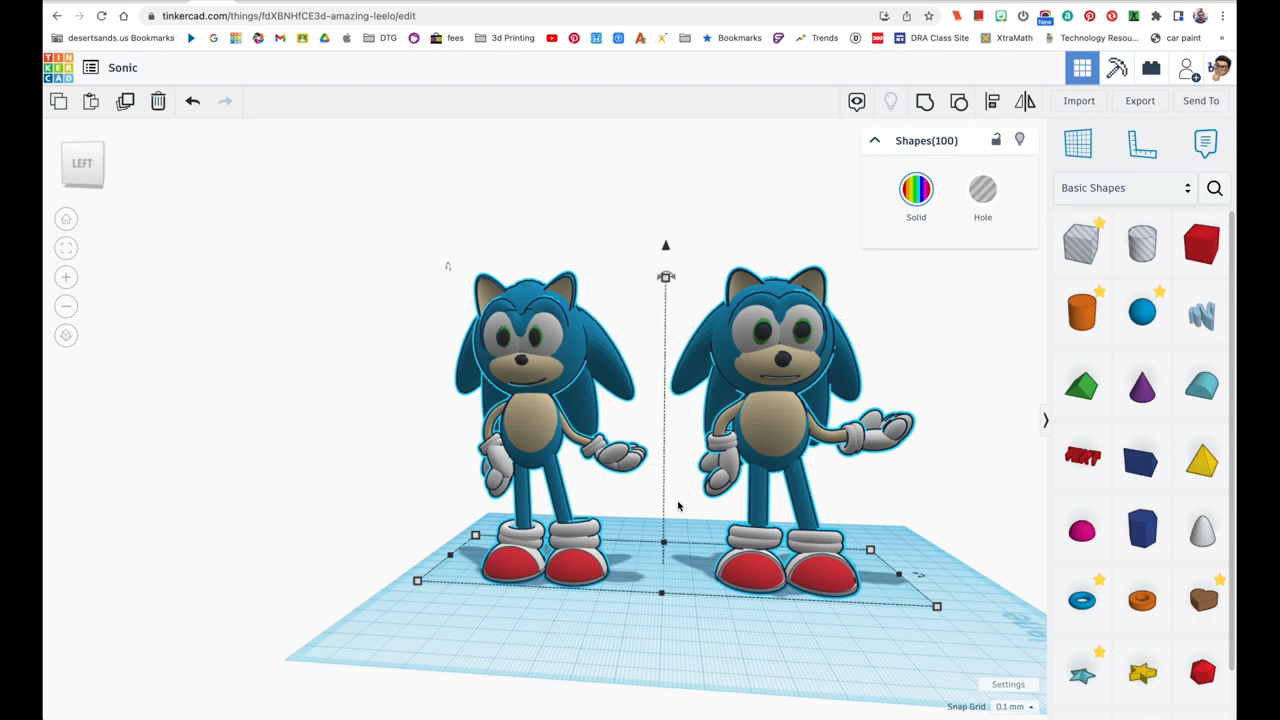 tinkercad.com/things/fdXBNHfCE3d-amazing-leelo/edit
New
desertsands.us Bookmarks
DTG
fees
3d Printing
Bookmarks
Trends
DRA Class Site
XtraMath
Technology Resou...
car paint
TIN
KER
CAD
Sonic
Import
Export
Send To
LEFT
Shapes(100)
Solid
Hole
Basic Shapes
TEXT
Settings
Snap Grid
0.1 mm